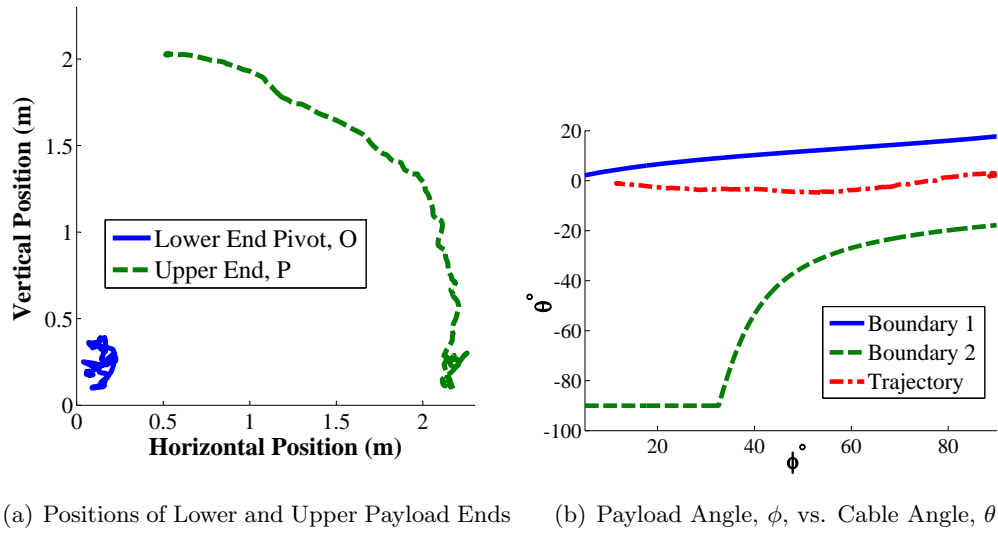 2
1.5
1
0.5
0
0 0.5 1 1.5 2
Vertical Position (m)
Horizontal Position (m)
Lower End Pivot, O
Upper End, P
20
0
-20
-40
-60
-80
-100
20 40 60 80
θ°
ϕ°
Boundary 1
Boundary 2
Trajectory
(a) Positions of Lower and Upper Payload Ends
(b) Payload Angle, ϕ, vs. Cable Angle, θ